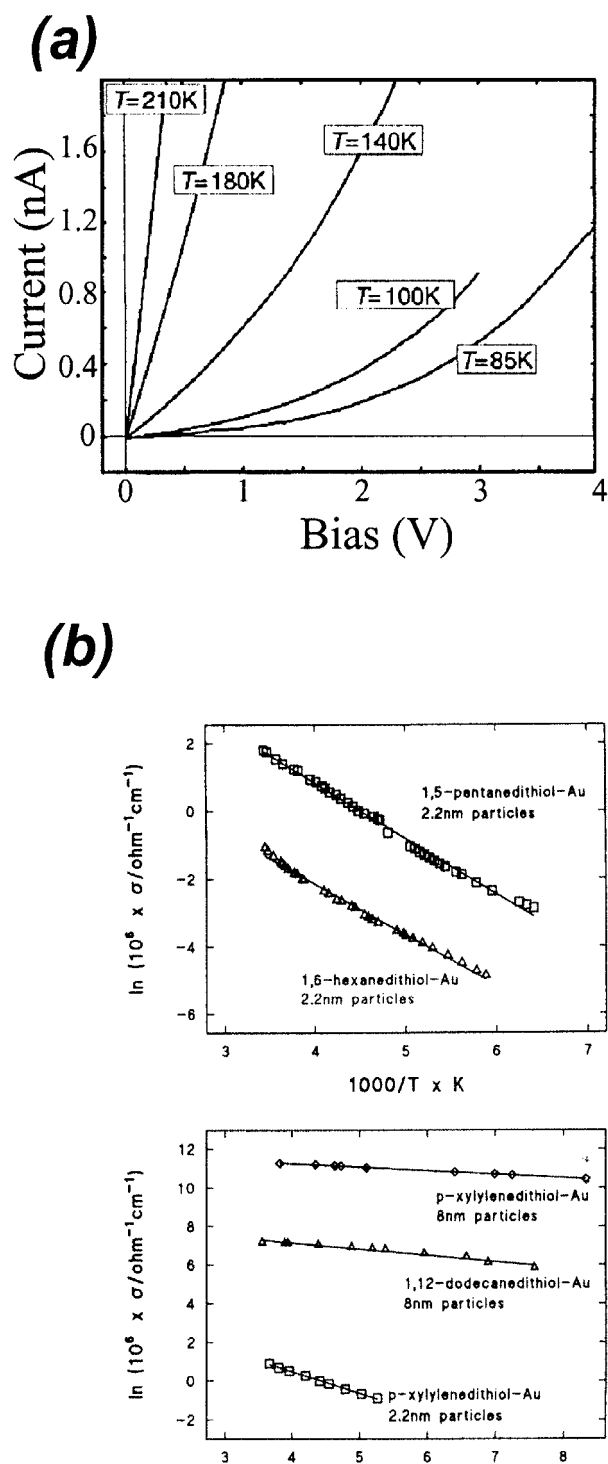 (a)
T=210K
T=180K
T=140K
T=100K
T=85K
Current (nA)
1.6
1.2
0.8
0.4
0
0
1
2
3
4
Bias (V)
(b)
ln (10⁶ x σ/ohm⁻¹cm⁻¹)
2
0
-2
-4
-6
1,5-pentanedithiol-Au
2.2nm particles
1,6-hexanedithiol-Au
2.2nm particles
3
4
5
6
7
1000/T x K
ln (10⁶ x σ/ohm⁻¹cm⁻¹)
12
10
8
6
4
2
0
-2
p-xylylenedithiol-Au
8nm particles
1,12-dodecanedithiol-Au
8nm particles
p-xylylenedithiol-Au
2.2nm particles
3
4
5
6
7
8